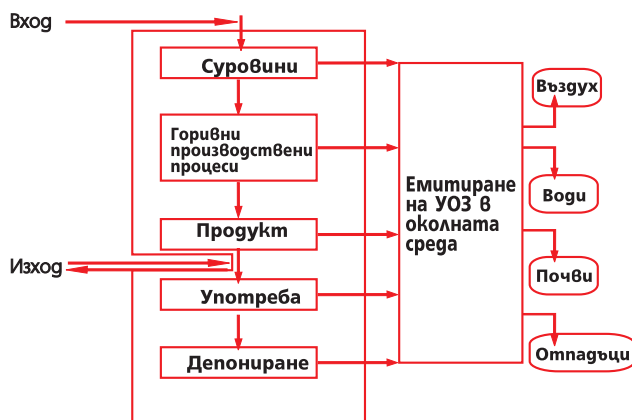 Вход
Суровини
Горивни
производствени
процеси
Продукт
Изход
Употреба
Депониране
Емитиране
на УОЗ в
околната
среда
Въздух
Води
Почви
Отпадъци